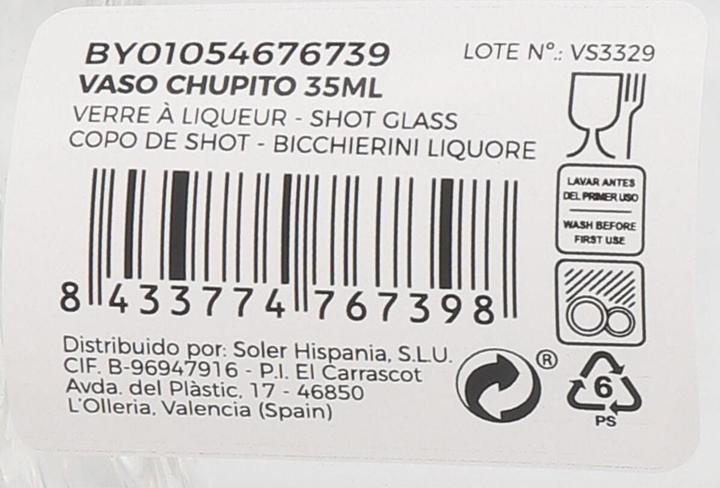 BY01054676739
LOTE Nº.: VS3329
VASO CHUPITO 35ML
VERRE À LIQUEUR - SHOT GLASS
COPO DE SHOT - BICCHIERINI LIQUORE
LAVAR ANTES
DEL PRIMER USO
WASH BEFORE
FIRST USE
8 433774 767398
Distribuido por: Soler Hispania, S.L.U.
CIF. B-96947916 - P.I. El Carrascot
Avda. del Plàstic, 17 - 46850
L'Olleria, Valencia (Spain)
®
6
PS